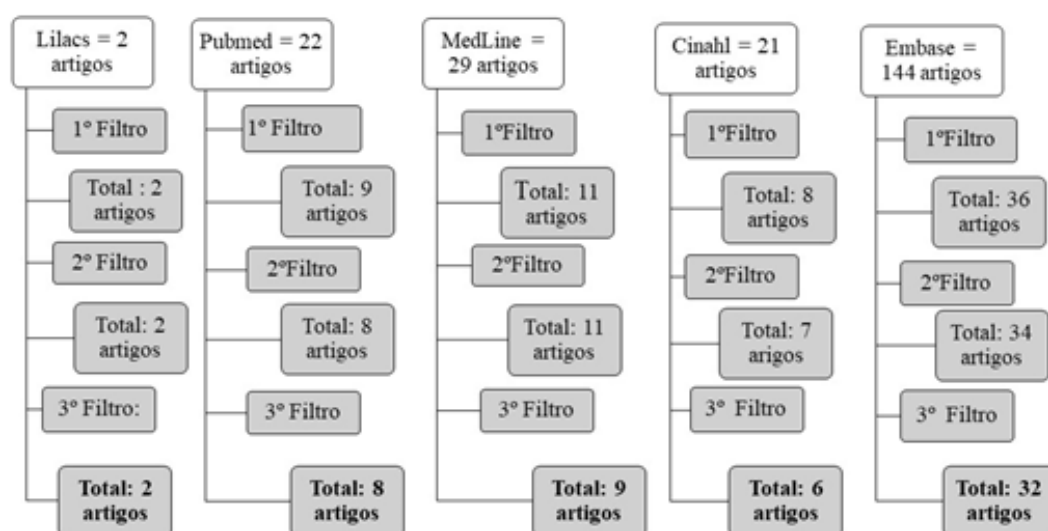 Lilacs = 2
artigos
1º Filtro
Total : 2
artigos
2º Filtro
Total: 2
artigos
3º Filtro:
Total: 2
artigos
Pubmed = 22
artigos
1º Filtro
Total: 9
artigos
2ºFiltro
Total: 8
artigos
3º Filtro
Total: 8
artigos
MedLine =
29 artigos
1ºFiltro
Total: 11
artigos
2ºFiltro
Total: 11
artigos
3º Filtro
Total: 9
artigos
Cinahl = 21
artigos
1ºFiltro
Total: 8
artigos
2ºFiltro
Total: 7
arigos
3º Filtro
Total: 6
artigos
Embase =
144 artigos
1ºFiltro
Total: 36
artigos
2ºFiltro
Total: 34
artigos
3º Filtro
Total: 32
artigos